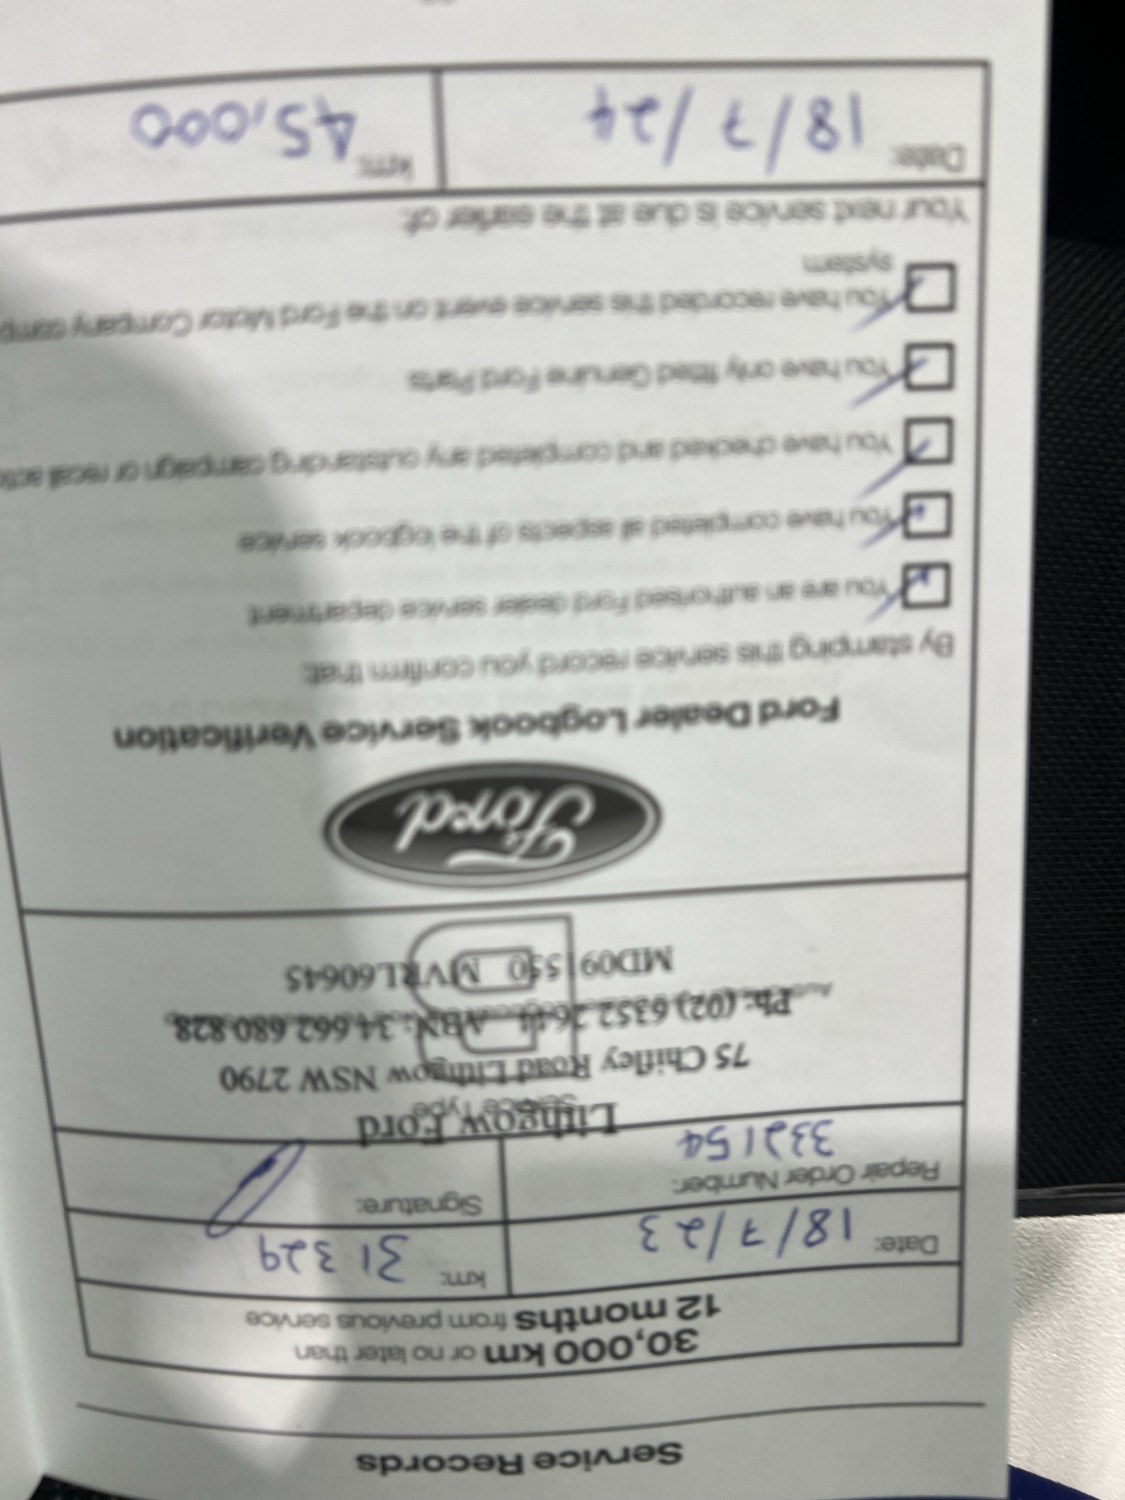 Service Records
30,000 km or no later than
12 months from previous service
Date: 18/7/23 km: 31329
Repair Order Number: 332154 Signature:
Service Type
Lithgow Ford
75 Chifley Road Lithgow NSW 2790
Ph: (02) 6352 ABN: 34 662 680 828
MD09 MVRL60645
Ford
Ford Dealer Logbook Service Verification
By stamping this service record you confirm that:
You are an authorised Ford dealer service department
You have completed all aspects of the logbook service
You have checked and completed any outstanding campaign or recall actio
You have only fitted Genuine Ford Parts
You have recorded this service event on the Ford Motor Company comp
system
Your next service is due at the earlier of:
Date: 18/7/24 km: 45,000